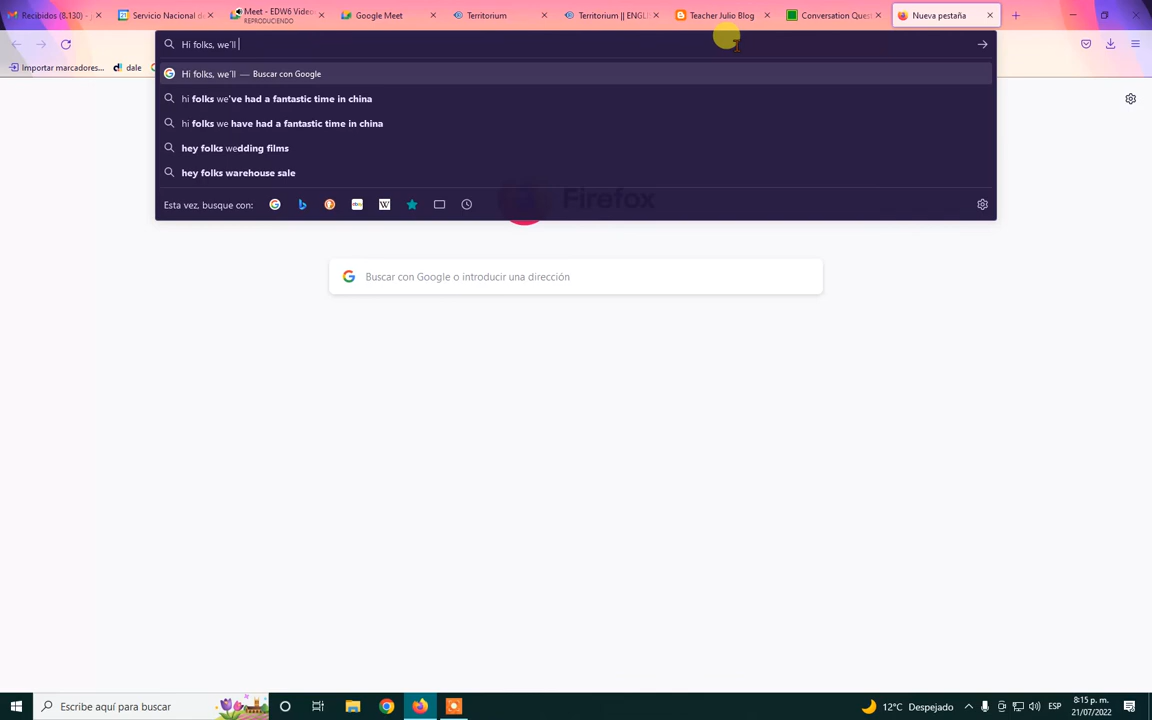 Recibidos (8,130) - j
Servicio Nacional d
Meet - EDW6 Videos
REPRODUCIENDO
Google Meet
Territorium
Territorium || ENGLIS
Teacher Julio Blog
Conversation Quest
Nueva pestaña
Hi folks, we´ll
Importar marcadores...
dale
Hi folks, we´ll — Buscar con Google
hi folks we've had a fantastic time in china
hi folks we have had a fantastic time in china
hey folks wedding films
hey folks warehouse sale
Esta vez, busque con:
Firefox
Buscar con Google o introducir una dirección
Escribe aquí para buscar
12°C Despejado
ESP
8:15 p. m.
21/07/2022